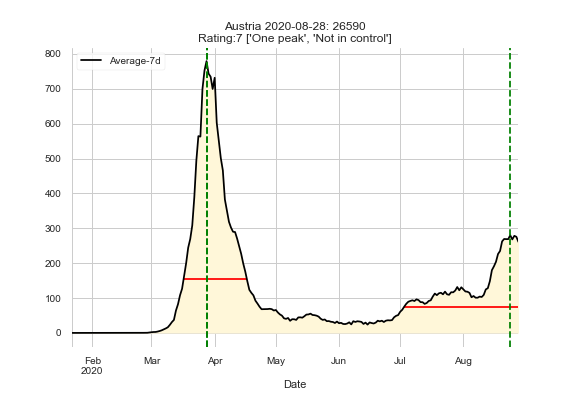 Austria 2020-08-28: 26590
Rating:7 ['One peak', 'Not in control']
Average-7d
800
700
600
500
400
300
200
100
0
Feb
2020
Mar
Apr
May
Jun
Jul
Aug
Date